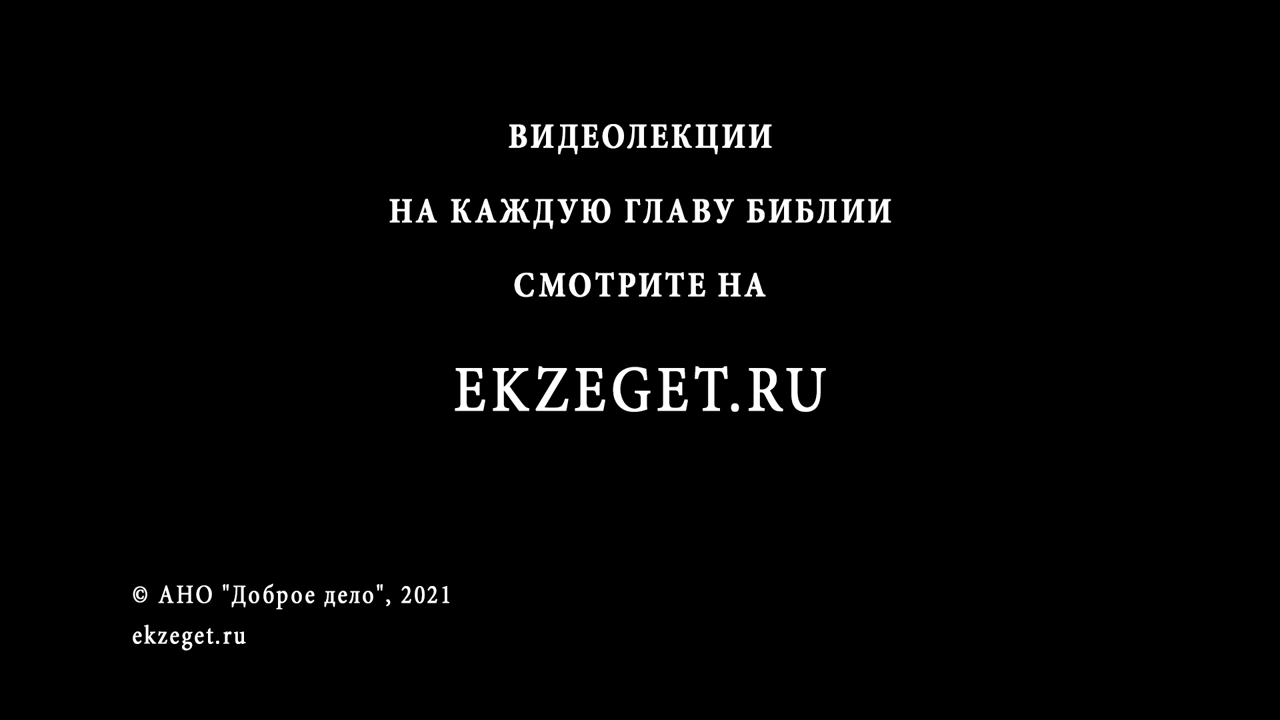 ВИДЕОЛЕКЦИИ
НА КАЖДУЮ ГЛАВУ БИБЛИИ
СМОТРИТЕ НА
EKZEGET.RU
© АНО "Доброе дело", 2021
ekzeget.ru